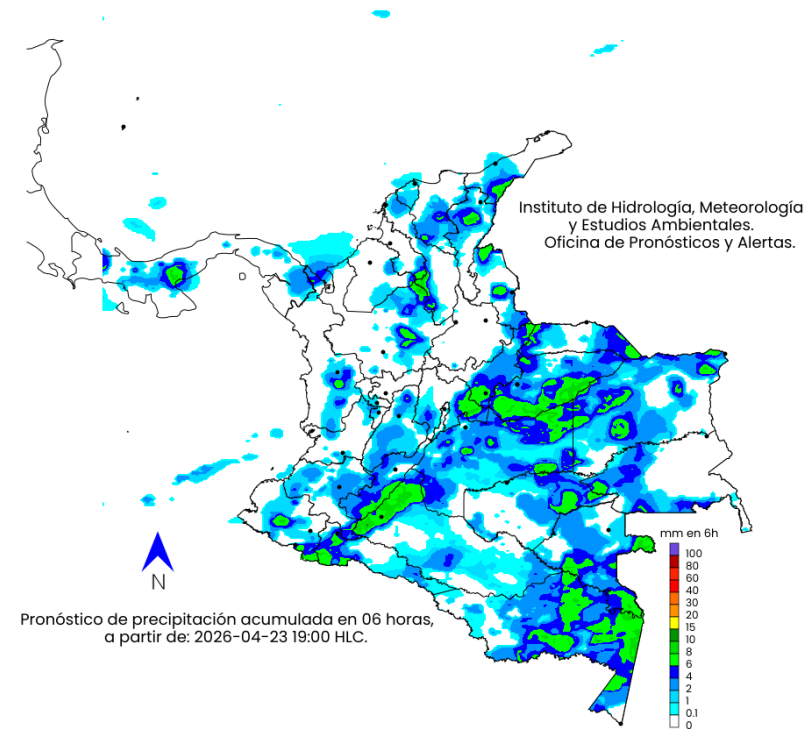 Instituto de Hidrología, Meteorología
y Estudios Ambientales.
Oficina de Pronósticos y Alertas.
mm en 6h
100
80
60
40
30
20
15
10
8
6
4
2
1
0.1
0
N
Pronóstico de precipitación acumulada en 06 horas,
a partir de: 2026-04-23 19:00 HLC.